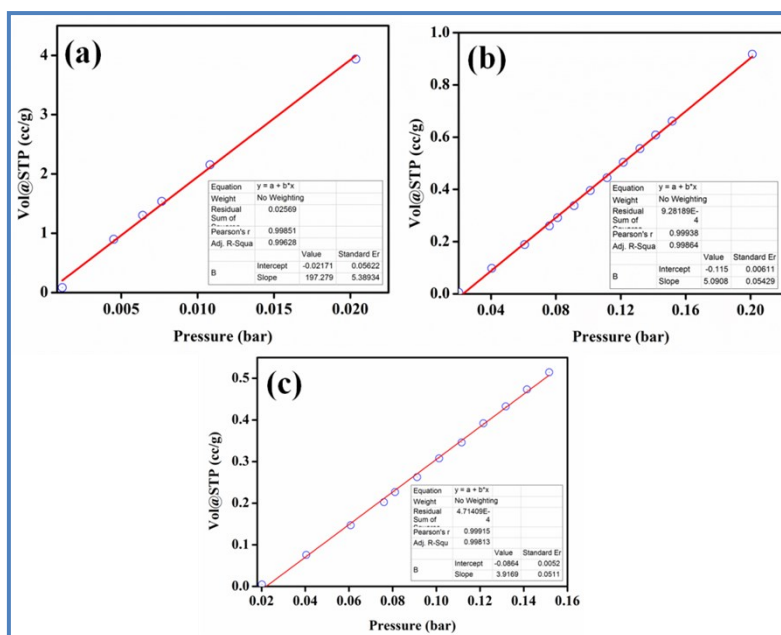 (a)
Vol@STP (cc/g)
4
3
2
1
0
0.005 0.010 0.015 0.020
Pressure (bar)
Equation y = a + b*x
Weight No Weighting
Residual 0.02569
Sum of
Pearson's r 0.99851
Adj. R-Squa 0.99628
Value Standard Er
Intercept -0.02171 0.05622
B
Slope 197.279 5.38934
(b)
Vol@STP (cc/g)
1.0
0.8
0.6
0.4
0.2
0.0
0.04 0.08 0.12 0.16 0.20
Pressure (bar)
Equation y = a + b*x
Weight No Weighting
Residual 9.28189E-
Sum of 4
Pearson's r 0.99938
Adj. R-Squa 0.99864
Value Standard Er
Intercept -0.115 0.00611
B
Slope 5.0908 0.05429
(c)
Vol@STP (cc/g)
0.5
0.4
0.3
0.2
0.1
0.0
0.02 0.04 0.06 0.08 0.10 0.12 0.14 0.16
Pressure (bar)
Equation y = a + b*x
Weight No Weighting
Residual 4.71409E-
Sum of 4
Pearson's r 0.99915
Adj. R-Squ 0.99813
Value Standard Er
Intercept -0.0864 0.0052
B
Slope 3.9169 0.0511